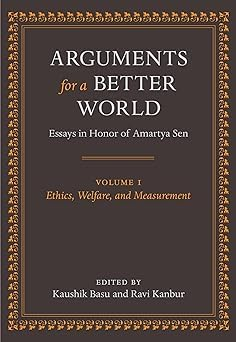 ARGUMENTS
for a BETTER
WORLD
Essays in Honor of Amartya Sen
VOLUME I
Ethics, Welfare, and Measurement
EDITED BY
Kaushik Basu and Ravi Kanbur